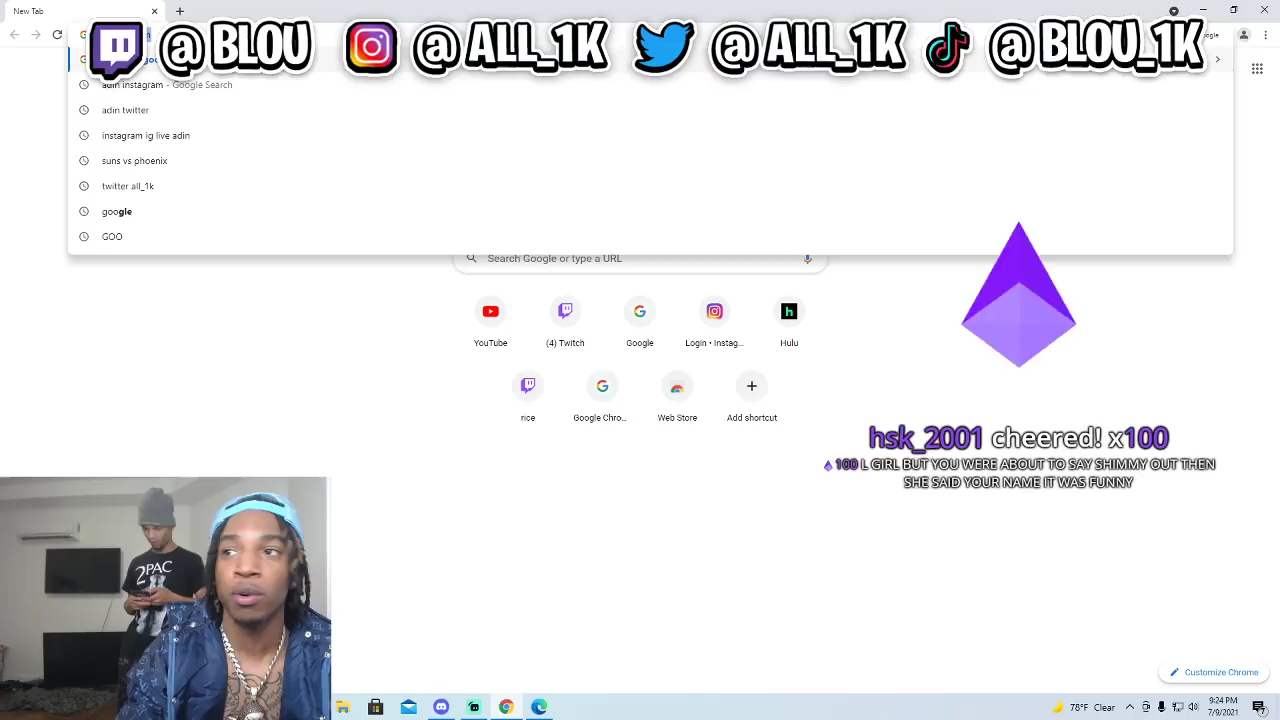 New Tab
@BLOU
@ALL_1K
@ALL_1K
@BLOU_1K
adin instagram - Google Search
adin twitter
instagram ig live adin
suns vs phoenix
twitter all_1k
google
GOO
Search Google or type a URL
YouTube
(4) Twitch
Google
Login • Instag...
Hulu
rice
Google Chro...
Web Store
Add shortcut
hsk_2001 cheered! x100
100 L GIRL BUT YOU WERE ABOUT TO SAY SHIMMY OUT THEN
SHE SAID YOUR NAME IT WAS FUNNY
2PAC
Customize Chrome
78°F Clear
9:24 PM
7/9/2021